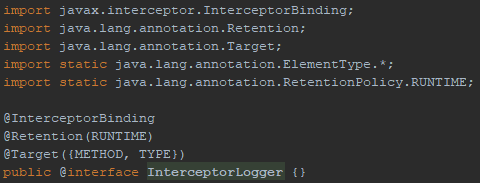 import javax.interceptor.InterceptorBinding;
import java.lang.annotation.Retention;
import java.lang.annotation.Target;
import static java.lang.annotation.ElementType.*;
import static java.lang.annotation.RetentionPolicy.RUNTIME;

@InterceptorBinding
@Retention(RUNTIME)
@Target({METHOD, TYPE})
public @interface InterceptorLogger {}